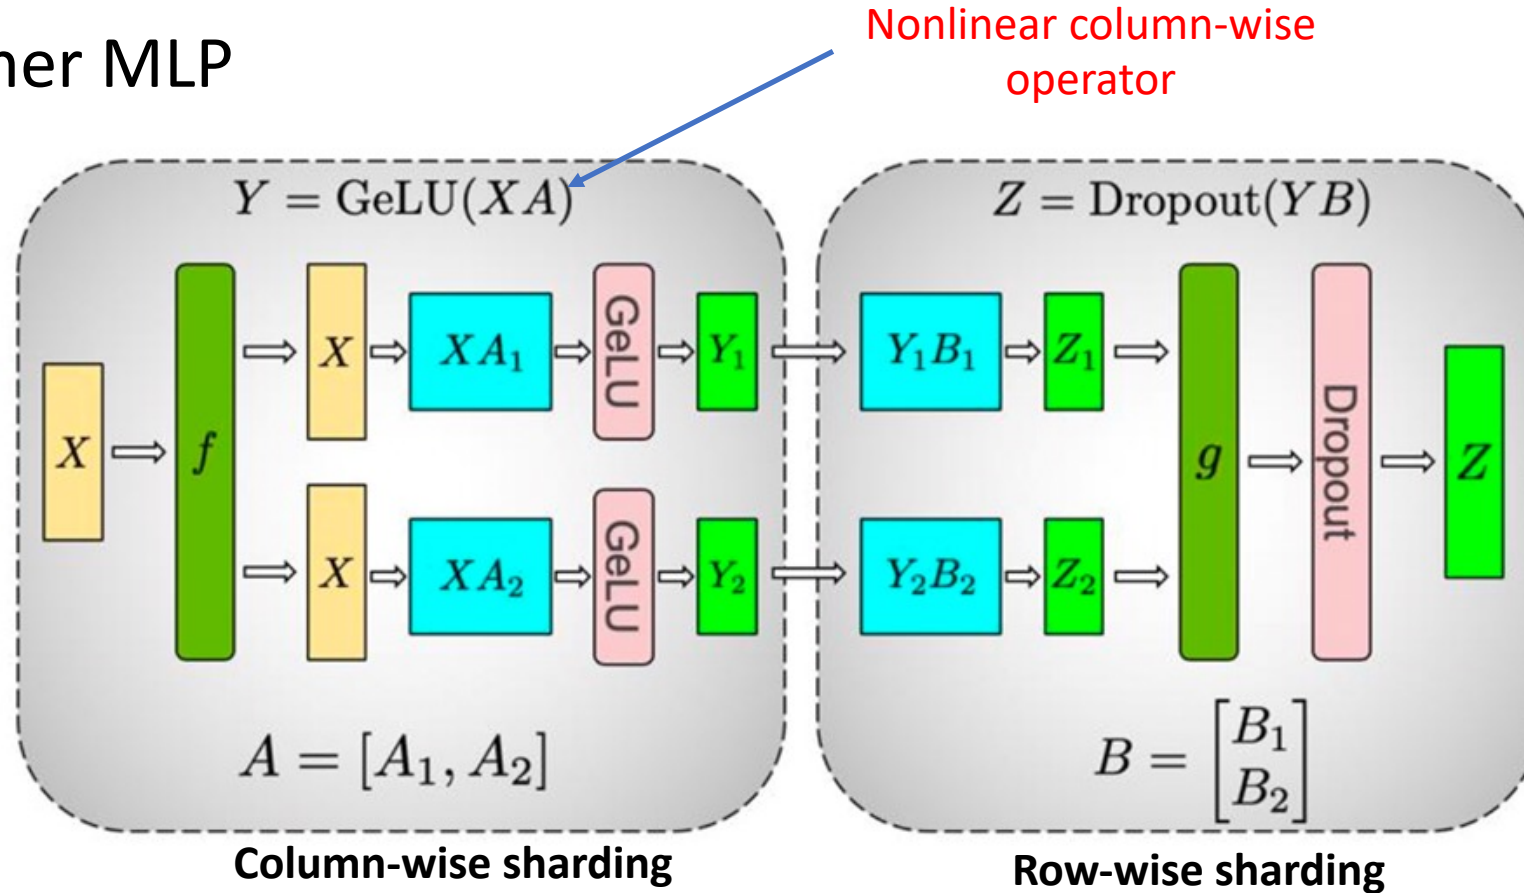 ner MLP
Nonlinear column-wise
operator
Y = GeLU(XA)
X
f
X
XA₁
GeLU
Y₁
X
XA₂
GeLU
Y₂
A = [A₁, A₂]
Column-wise sharding
Z = Dropout(YB)
Y₁B₁
Z₁
Y₂B₂
Z₂
g
Dropout
Z
B = [B₁
B₂]
Row-wise sharding